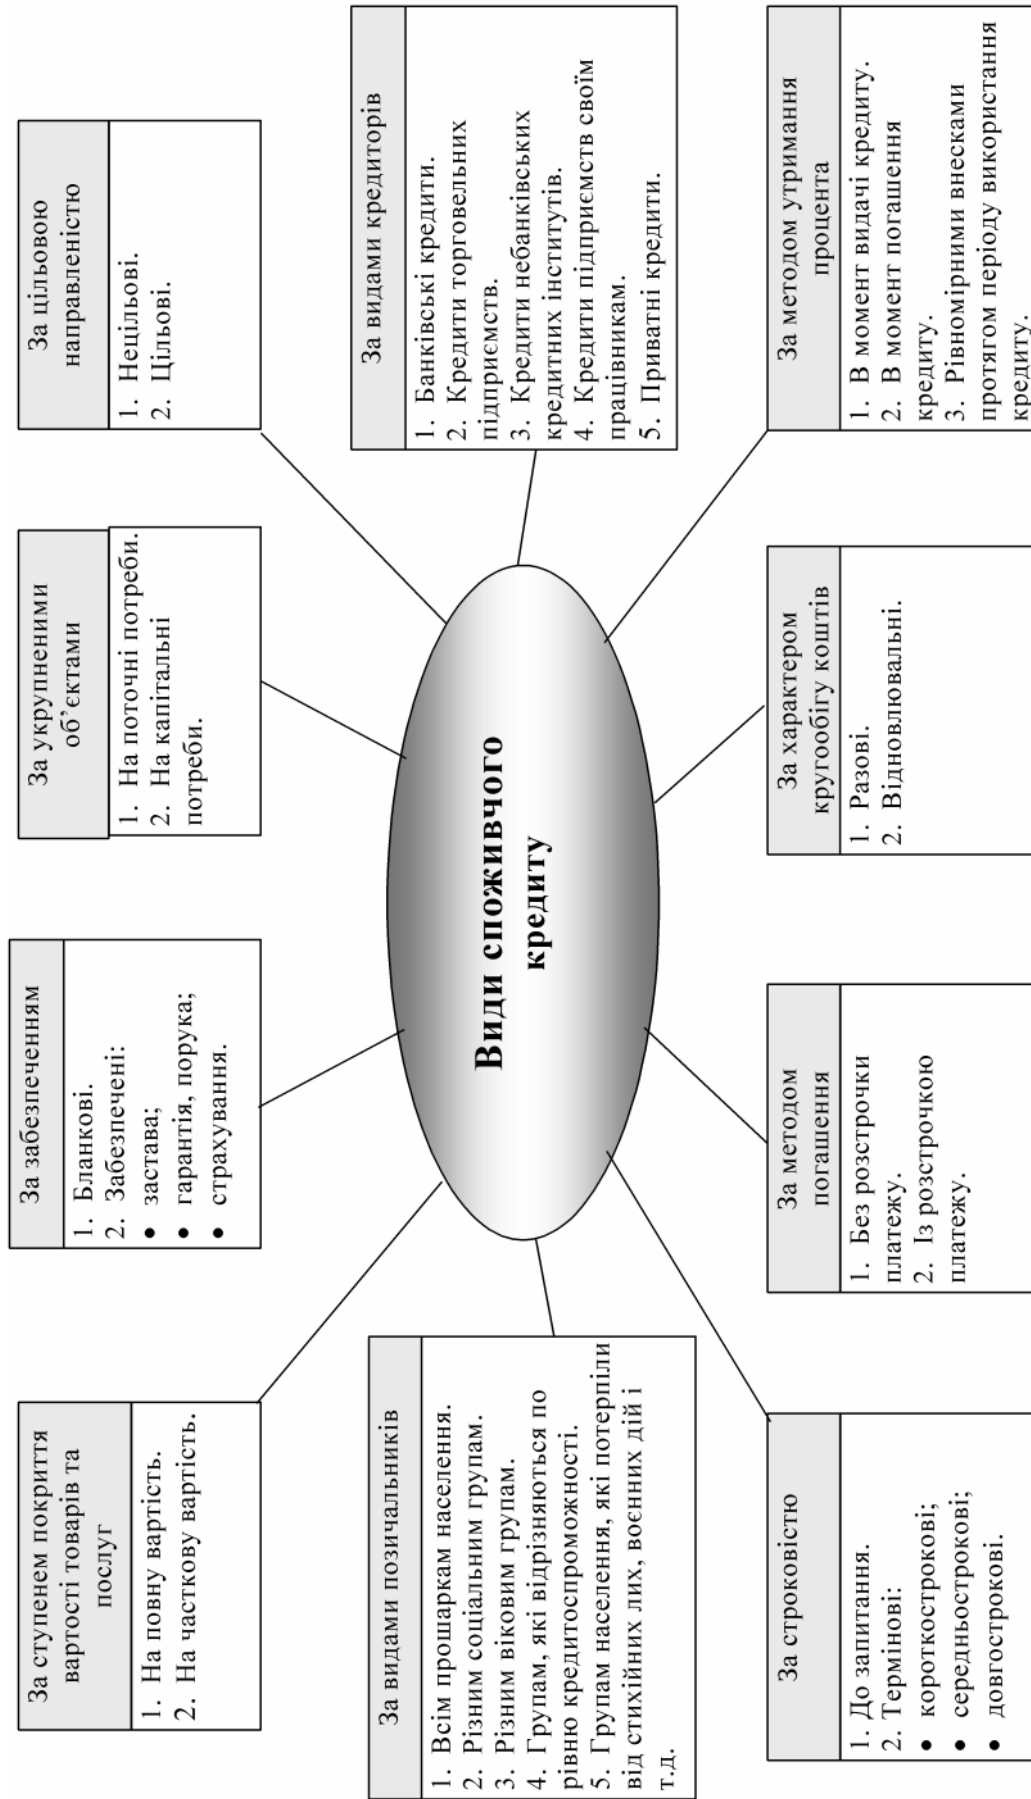 За ступенем покриття
вартості товарів та
послуг
1. На повну вартість.
2. На часткову вартість.
За забезпеченням
1. Бланкові.
2. Забезпечені:
• застава;
• гарантія, порука;
• страхування.
За укрупненими
об’єктами
1. На поточні потреби.
2. На капітальні
потреби.
За цільовою
направленістю
1. Нецільові.
2. Цільові.
За видами позичальників
1. Всім прошаркам населення.
2. Різним соціальним групам.
3. Різним віковим групам.
4. Групам, які відрізняються по
рівню кредитоспроможності.
5. Групам населення, які потерпіли
від стихійних лих, воєнних дій і
т.д.
Види споживчого
кредиту
За видами кредиторів
1. Банківські кредити.
2. Кредити торговельних
підприємств.
3. Кредити небанківських
кредитних інститутів.
4. Кредити підприємств своїм
працівникам.
5. Приватні кредити.
За строковістю
1. До запитання.
2. Термінові:
• короткострокові;
• середньострокові;
• довгострокові.
За методом
погашення
1. Без розстрочки
платежу.
2. Із розстрочкою
платежу.
За характером
кругообігу коштів
1. Разові.
2. Відновлювальні.
За методом утримання
процента
1. В момент видачі кредиту.
2. В момент погашення
кредиту.
3. Рівномірними внесками
протягом періоду використання
кредиту.